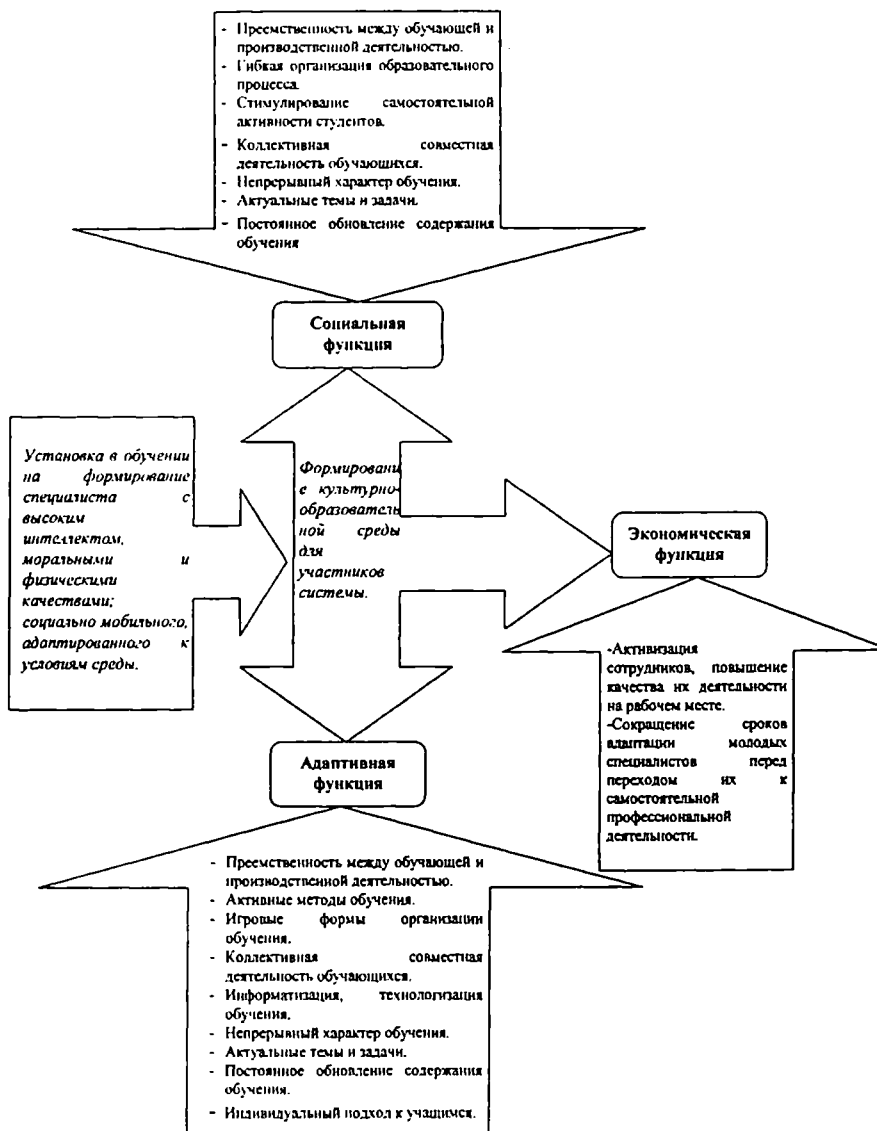 - Преемственность между обучающей и
производственной деятельностью.
- Гибкая организация образовательного
процесса.
- Стимулирование самостоятельной
активности студентов.
- Коллективная совместная
деятельность обучающихся.
- Непрерывный характер обучения.
- Актуальные темы и задачи.
- Постоянное обновление содержания
обучения
Социальная
функция
Установка в обучении
на формирование
специалиста с
высоким
интеллектом,
моральными и
физическими
качествами;
социально мобильного,
адаптированного к
условиям среды.
Формировани
е культурно-
образователь
ной среды
для
участников
системы.
Экономическая
функция
-Активизация
сотрудников, повышение
качества их деятельности
на рабочем месте.
-Сокращение сроков
адаптации молодых
специалистов перед
переходом их к
самостоятельной
профессиональной
деятельности.
Адаптивная
функция
- Преемственность между обучающей и
производственной деятельностью.
- Активные методы обучения.
- Игровые формы организации
обучения.
- Коллективная совместная
деятельность обучающихся.
- Информатизация, технологизация
обучения.
- Непрерывный характер обучения.
- Актуальные темы и задачи.
- Постоянное обновление содержания
обучения.
- Индивидуальный подход к учащимся.